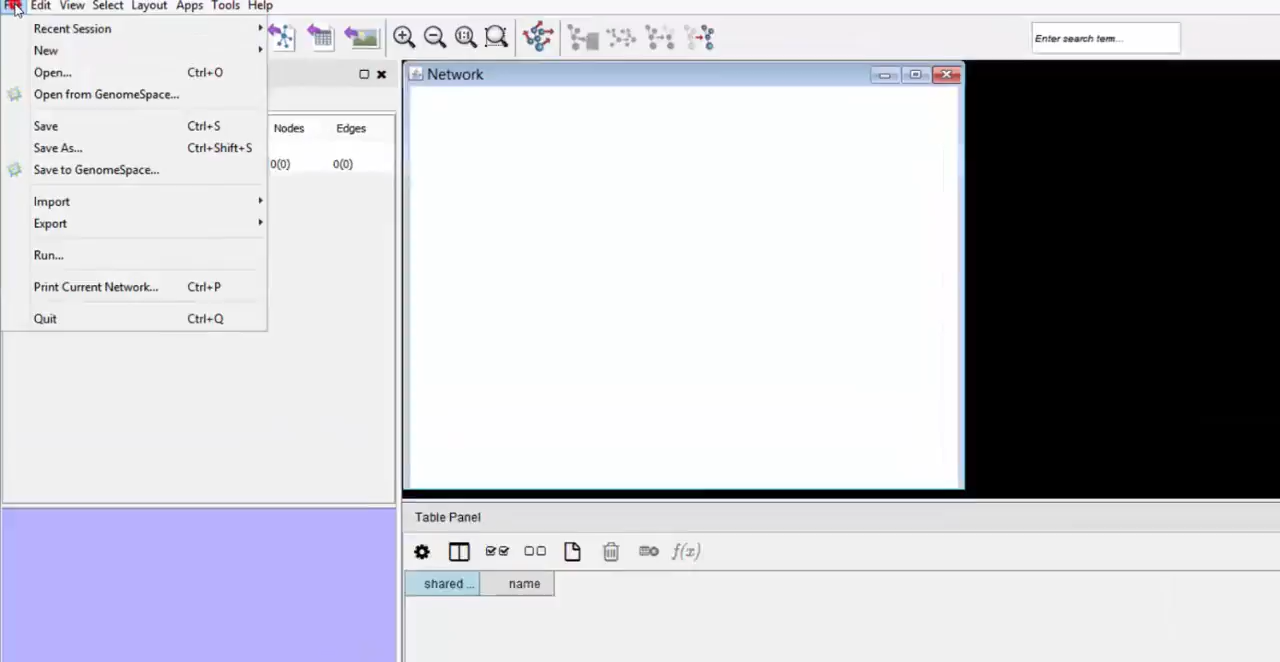 Edit View Select Layout Apps Tools Help
Recent Session
New
Open... Ctrl+O
Open from GenomeSpace...
Save Ctrl+S
Save As... Ctrl+Shift+S
Save to GenomeSpace...
Import
Export
Run...
Print Current Network... Ctrl+P
Quit Ctrl+Q
Nodes Edges
0(0) 0(0)
Network
Enter search term...
Table Panel
f(x)
shared ... name